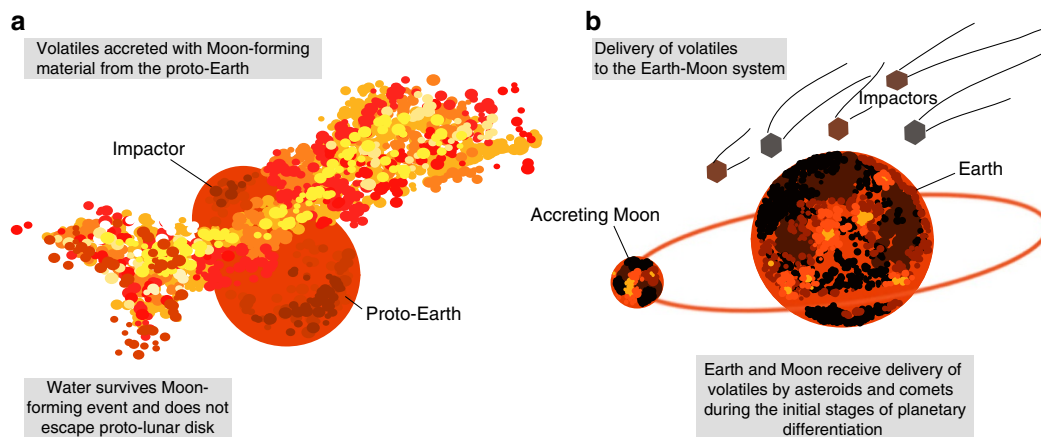 a
Volatiles accreted with Moon-forming
material from the proto-Earth
Impactor
Proto-Earth
Water survives Moon-
forming event and does not
escape proto-lunar disk
b
Delivery of volatiles
to the Earth-Moon system
Impactors
Earth
Accreting Moon
Earth and Moon receive delivery of
volatiles by asteroids and comets
during the initial stages of planetary
differentiation